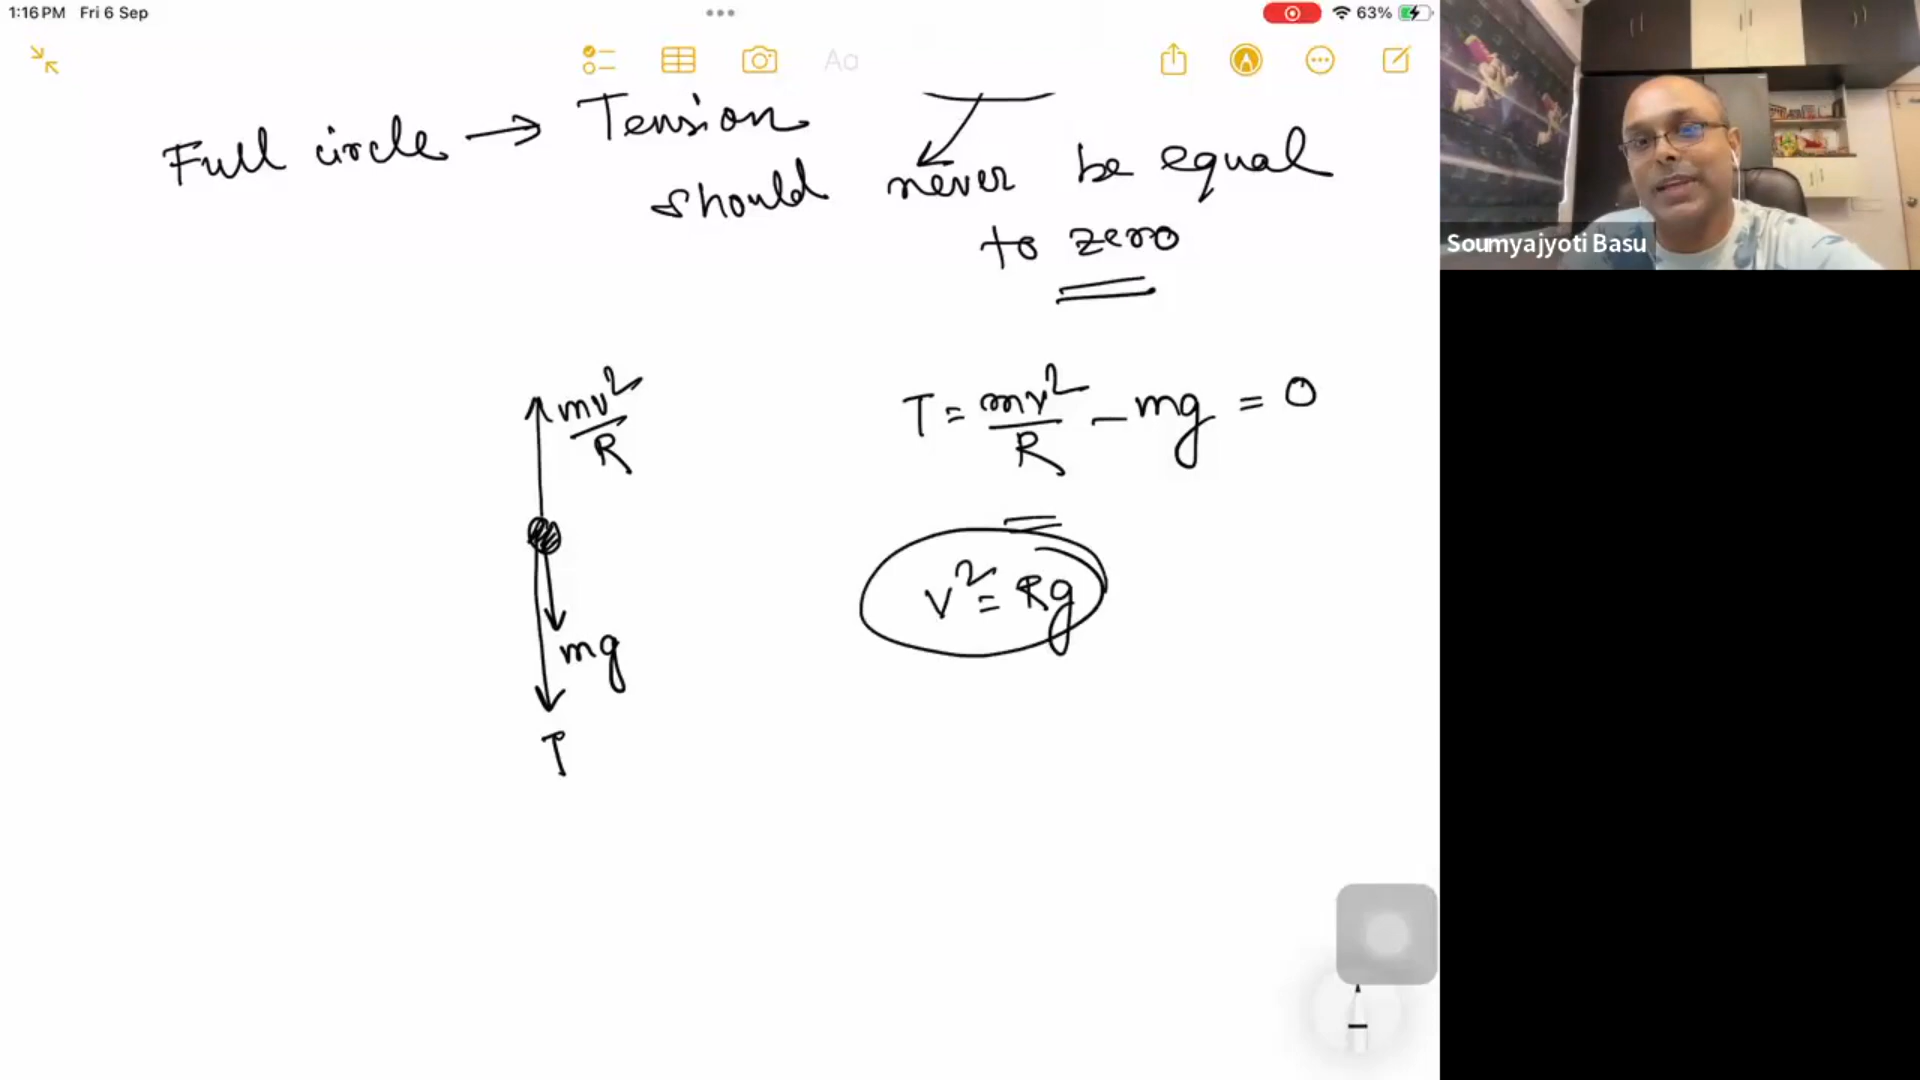 1:16 PM Fri 6 Sep
63%
Aa
Full circle → Tension
should never be equal
to zero
mv²/R
T = mv²/R - mg = 0
v² = Rg
mg
T
Soumyajyoti Basu